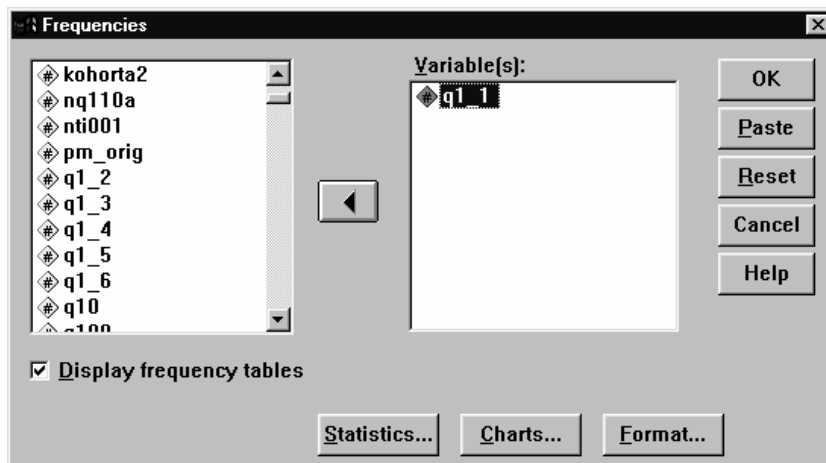 Frequencies
kohorta2
nq110a
nti001
pm_orig
q1_2
q1_3
q1_4
q1_5
q1_6
q10
Variable(s):
q1_1
OK
Paste
Reset
Cancel
Help
Display frequency tables
Statistics...
Charts...
Format...